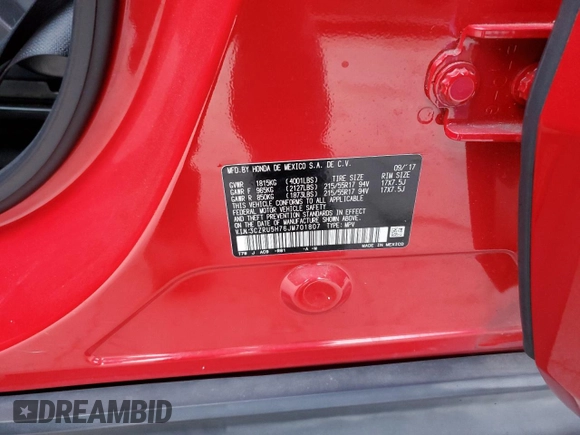 MFD.BY HONDA DE MEXICO S.A. DE C.V. 09/'17
GVWR 1815KG (4001LBS) TIRE SIZE RIM SIZE
GAWR F 965KG (2127LBS) 215/55R17 94V 17X7.5J
GAWR R 850KG (1873LBS) 215/55R17 94V 17X7.5J
THIS VEHICLE CONFORMS TO ALL APPLICABLE
FEDERAL MOTOR VEHICLE SAFETY AND THEFT
PREVENTION STANDARDS IN EFFECT
ON THE DATE OF MANUFACTURE SHOWN ABOVE.
V.I.N:3CZRU5H76JM701807 TYPE: MPV
MADE IN MEXICO
DREAMBID